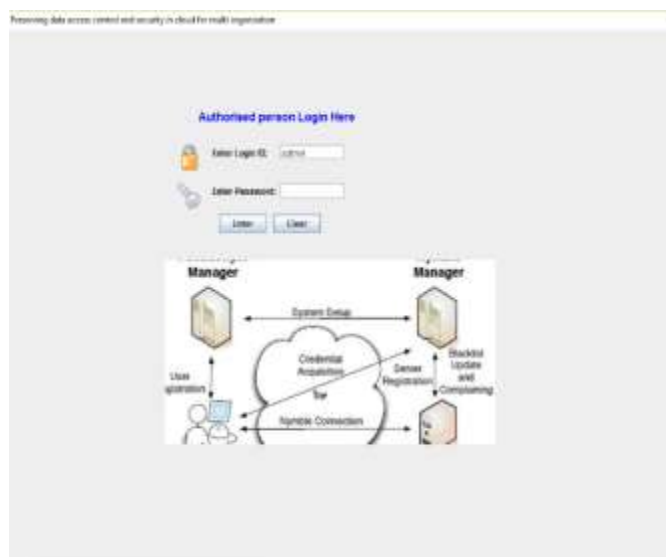 Preserving data access control and security in cloud for multi organization
Authorised person Login Here
Enter Login ID:
Enter Password:
Enter Clear
Manager Manager
System Setup
Credential
Acquisition
Tor
User
Server
Registration
Blacklist
Update
and
Complaining
Nymble Connection